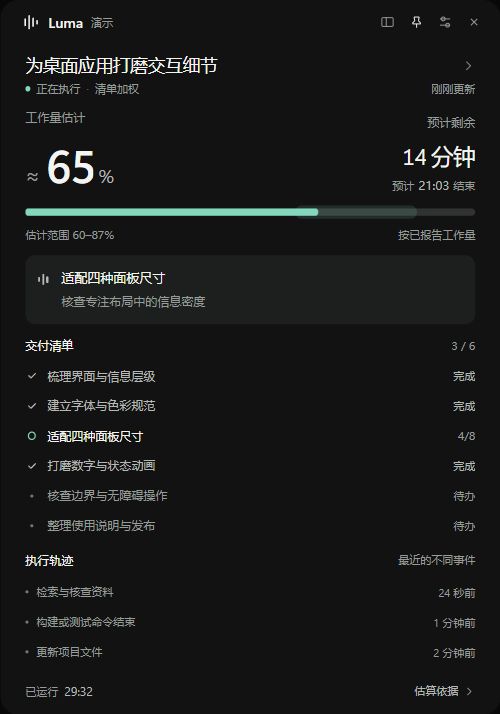 Luma 演示
为桌面应用打磨交互细节
正在执行 · 清单加权 刚刚更新
工作量估计 预计剩余
≈ 65 % 14 分钟
预计 21:03 结束
估计范围 60–87% 按已报告工作量
适配四种面板尺寸
核查专注布局中的信息密度
交付清单 3 / 6
梳理界面与信息层级 完成
建立字体与色彩规范 完成
适配四种面板尺寸 4/8
打磨数字与状态动画 完成
核查边界与无障碍操作 待办
整理使用说明与发布 待办
执行轨迹 最近的不同事件
检索与核查资料 24 秒前
构建或测试命令结束 1 分钟前
更新项目文件 2 分钟前
已运行 29:32 估算依据